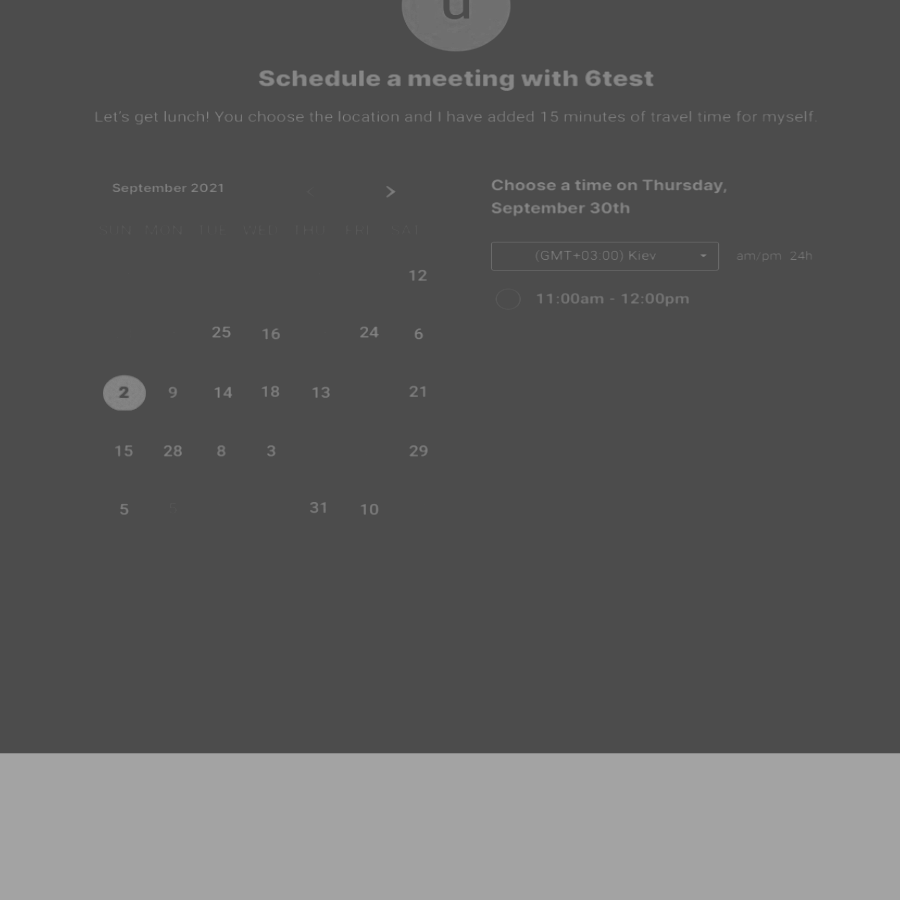 d
Schedule a meeting with 6test
Let's get lunch! You choose the location and I have added 15 minutes of travel time for myself.
September 2021 < >
SUN MON TUE WED THU FRI SAT
12
25 16 24 6
2 9 14 18 13 21
15 28 8 3 29
5 5 31 10
Choose a time on Thursday,
September 30th
(GMT+03:00) Kiev am/pm 24h
11:00am - 12:00pm